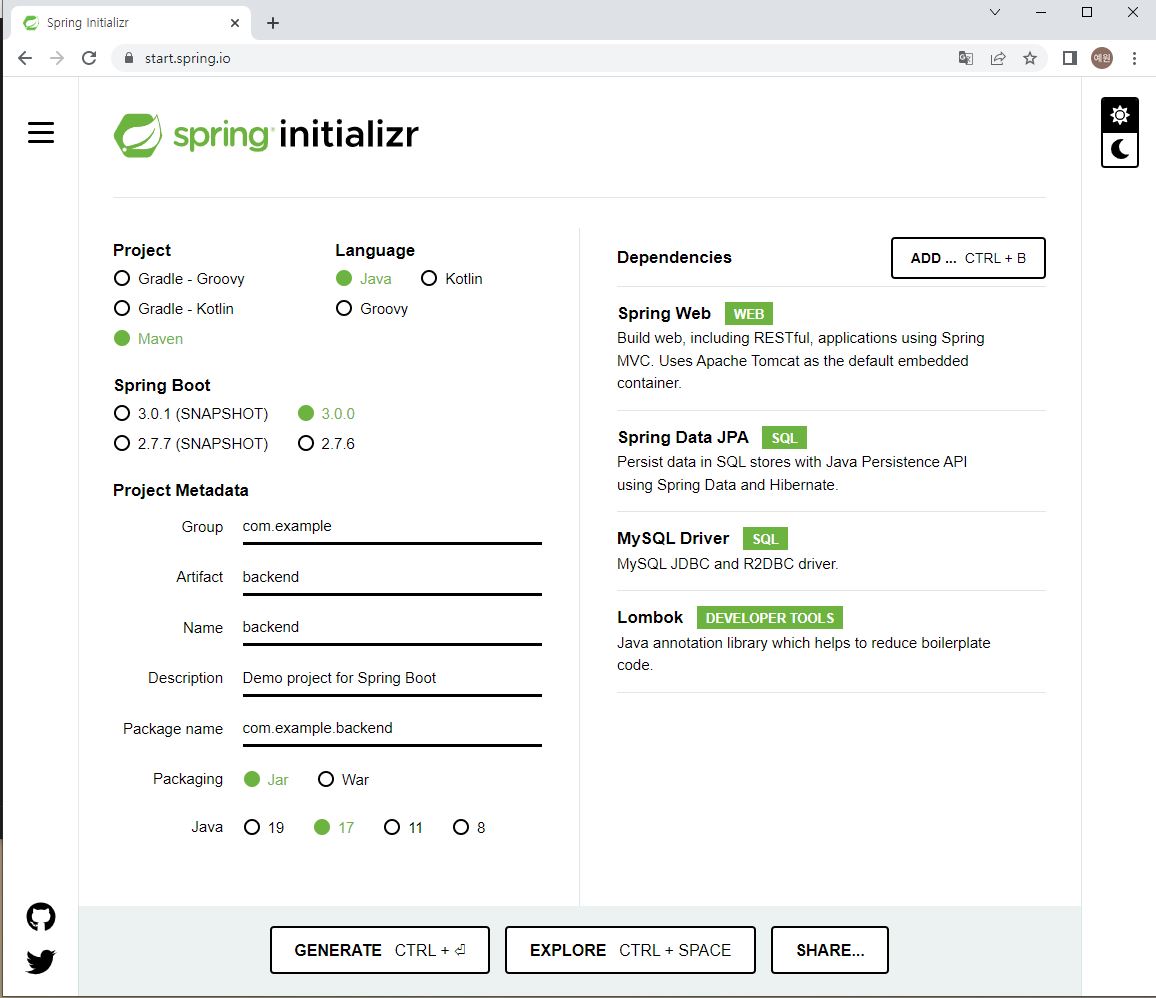 Spring Initializr
start.spring.io
예원
spring initializr
Project
Gradle - Groovy
Gradle - Kotlin
Maven
Language
Java Kotlin
Groovy
Spring Boot
3.0.1 (SNAPSHOT) 3.0.0
2.7.7 (SNAPSHOT) 2.7.6
Project Metadata
Group com.example
Artifact backend
Name backend
Description Demo project for Spring Boot
Package name com.example.backend
Packaging Jar War
Java 19 17 11 8
Dependencies
ADD ... CTRL + B
Spring Web WEB
Build web, including RESTful, applications using Spring
MVC. Uses Apache Tomcat as the default embedded
container.
Spring Data JPA SQL
Persist data in SQL stores with Java Persistence API
using Spring Data and Hibernate.
MySQL Driver SQL
MySQL JDBC and R2DBC driver.
Lombok DEVELOPER TOOLS
Java annotation library which helps to reduce boilerplate
code.
GENERATE CTRL + ⏎
EXPLORE CTRL + SPACE
SHARE...